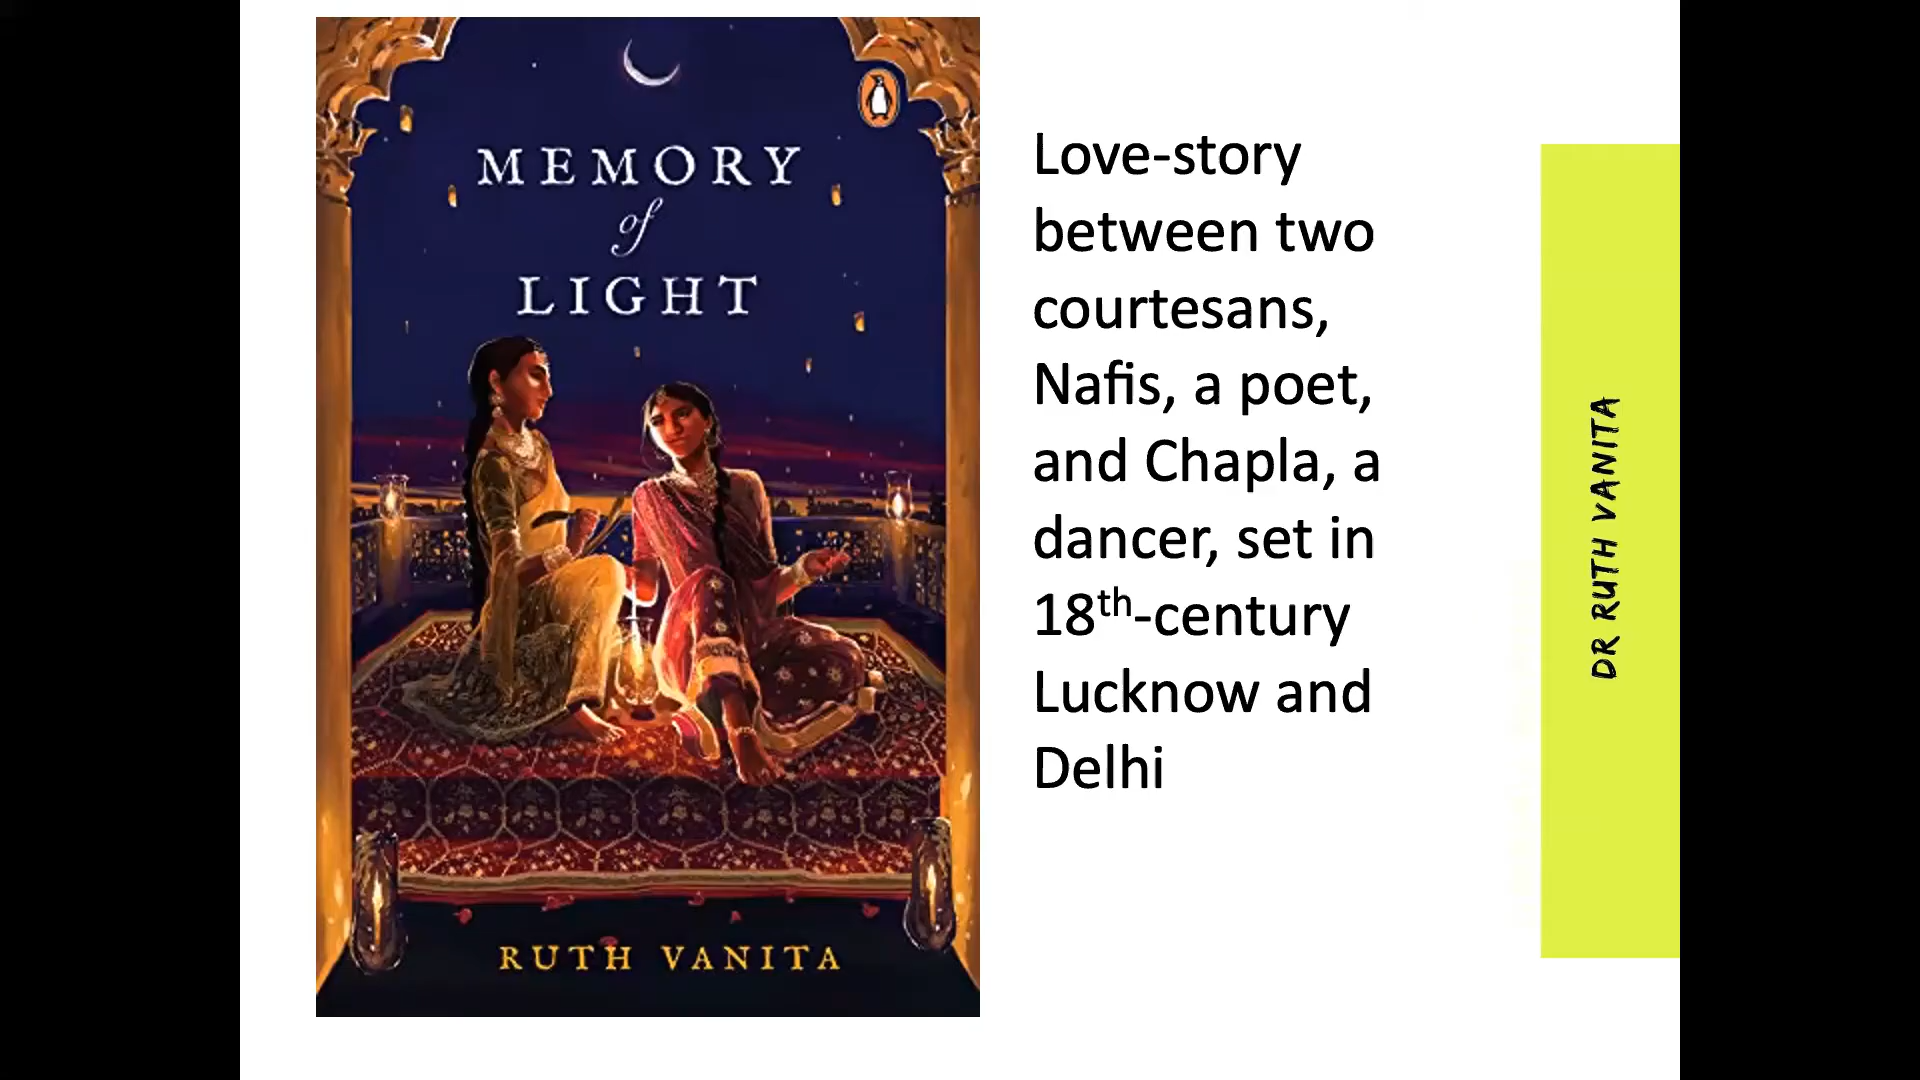 MEMORY
of
LIGHT
RUTH VANITA
Love-story
between two
courtesans,
Nafis, a poet,
and Chapla, a
dancer, set in
18th-century
Lucknow and
Delhi
DR RUTH VANITA